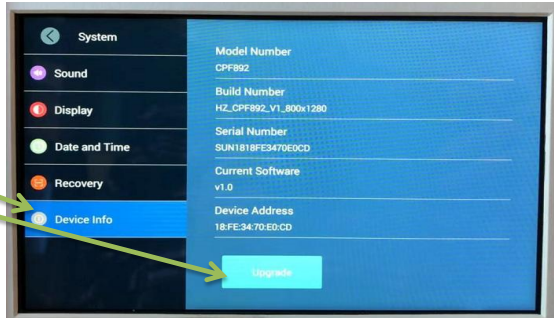 System
Sound
Display
Date and Time
Recovery
Device Info
Model Number
CPF892
Build Number
HZ_CPF892_V1_800x1280
Serial Number
SUN1818FE3470E0CD
Current Software
v1.0
Device Address
18:FE:34:70:E0:CD
Upgrade